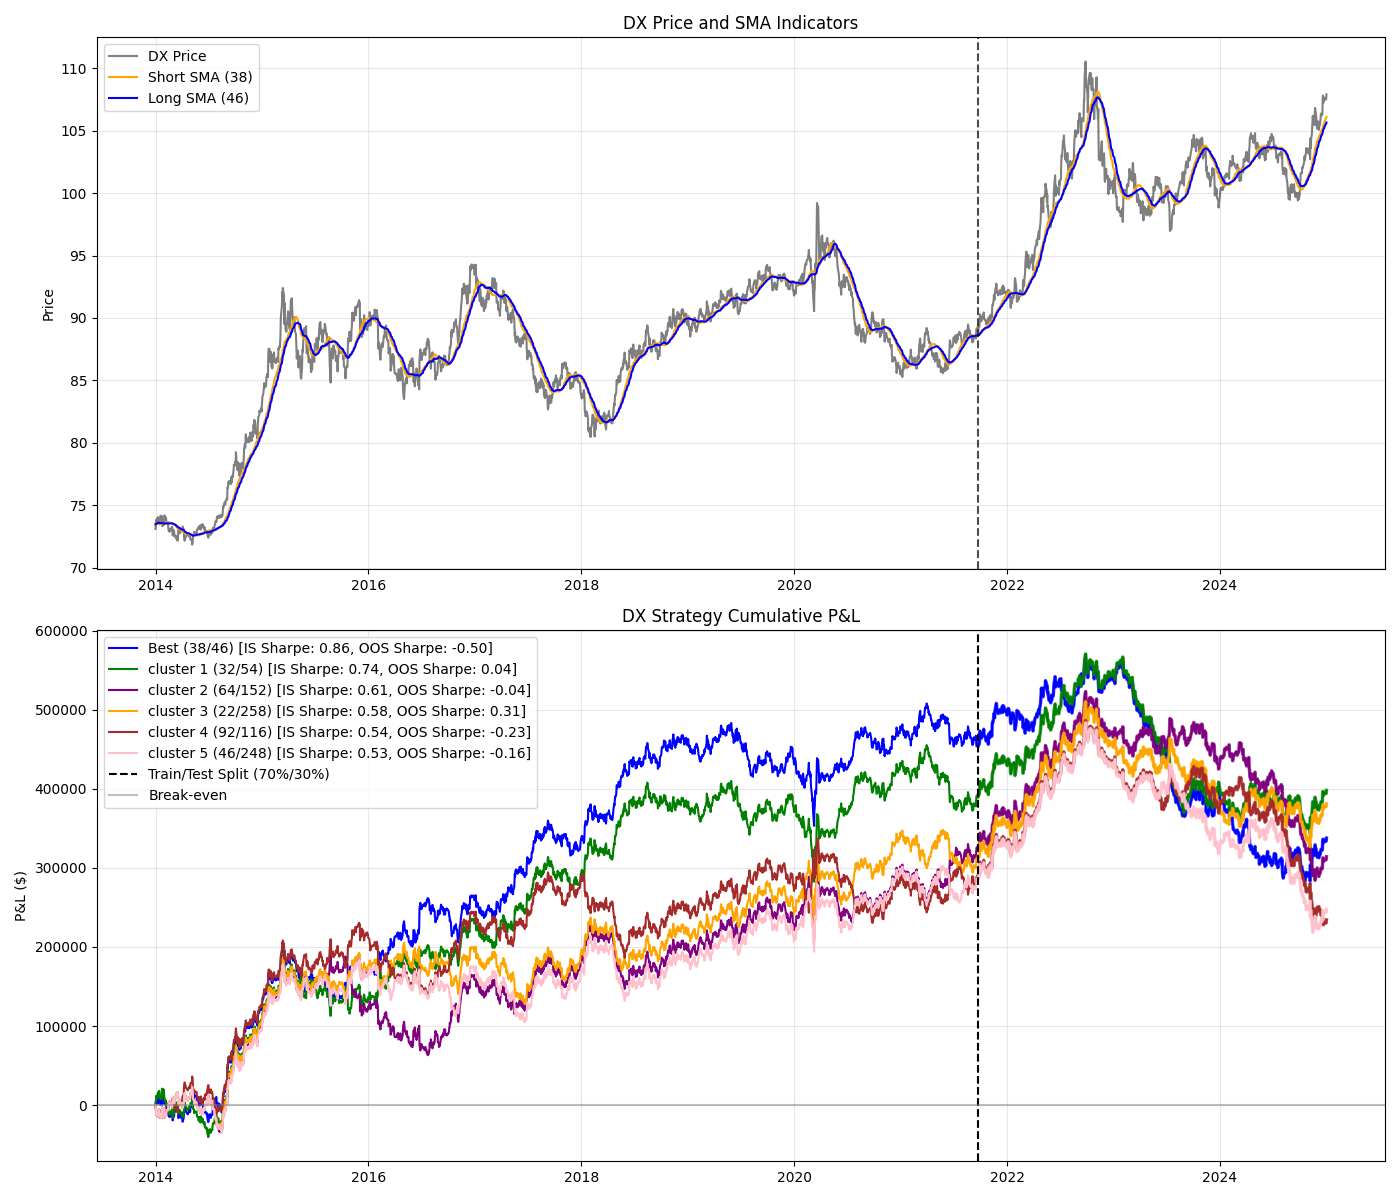 DX Price and SMA Indicators
DX Price
Short SMA (38)
Long SMA (46)
110
105
100
95
90
85
80
75
70
Price
2014 2016 2018 2020 2022 2024
DX Strategy Cumulative P&L
Best (38/46) [IS Sharpe: 0.86, OOS Sharpe: -0.50]
cluster 1 (32/54) [IS Sharpe: 0.74, OOS Sharpe: 0.04]
cluster 2 (64/152) [IS Sharpe: 0.61, OOS Sharpe: -0.04]
cluster 3 (22/258) [IS Sharpe: 0.58, OOS Sharpe: 0.31]
cluster 4 (92/116) [IS Sharpe: 0.54, OOS Sharpe: -0.23]
cluster 5 (46/248) [IS Sharpe: 0.53, OOS Sharpe: -0.16]
Train/Test Split (70%/30%)
Break-even
600000
500000
400000
300000
200000
100000
0
P&L ($)
2014 2016 2018 2020 2022 2024